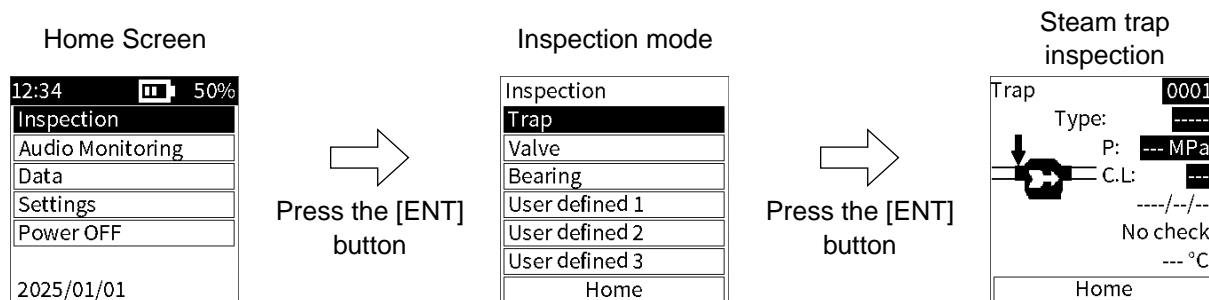 Home Screen
12:34 50%
Inspection
Audio Monitoring
Data
Settings
Power OFF
2025/01/01
Press the [ENT]
button
Inspection mode
Inspection
Trap
Valve
Bearing
User defined 1
User defined 2
User defined 3
Home
Press the [ENT]
button
Steam trap
inspection
Trap 0001
Type: -----
P: --- MPa
C.L: ---
----/--/--
No check
--- °C
Home